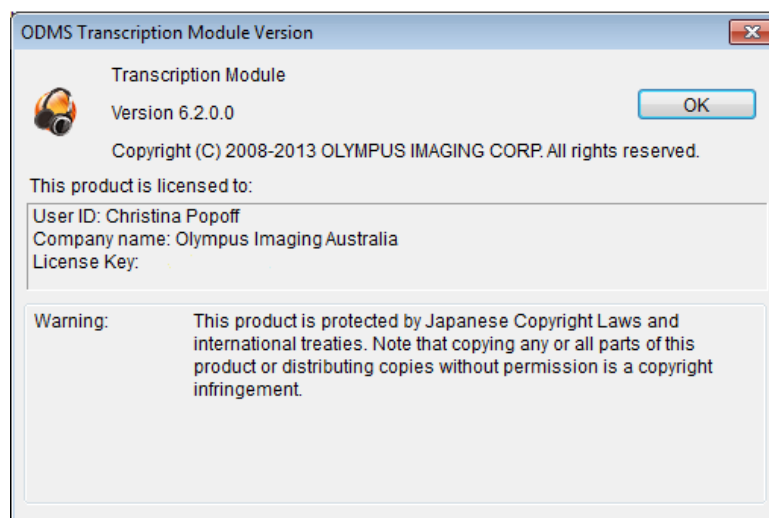 ODMS Transcription Module Version
Transcription Module
Version 6.2.0.0
OK
Copyright (C) 2008-2013 OLYMPUS IMAGING CORP. All rights reserved.
This product is licensed to:
User ID: Christina Popoff
Company name: Olympus Imaging Australia
License Key:
Warning: This product is protected by Japanese Copyright Laws and
international treaties. Note that copying any or all parts of this
product or distributing copies without permission is a copyright
infringement.